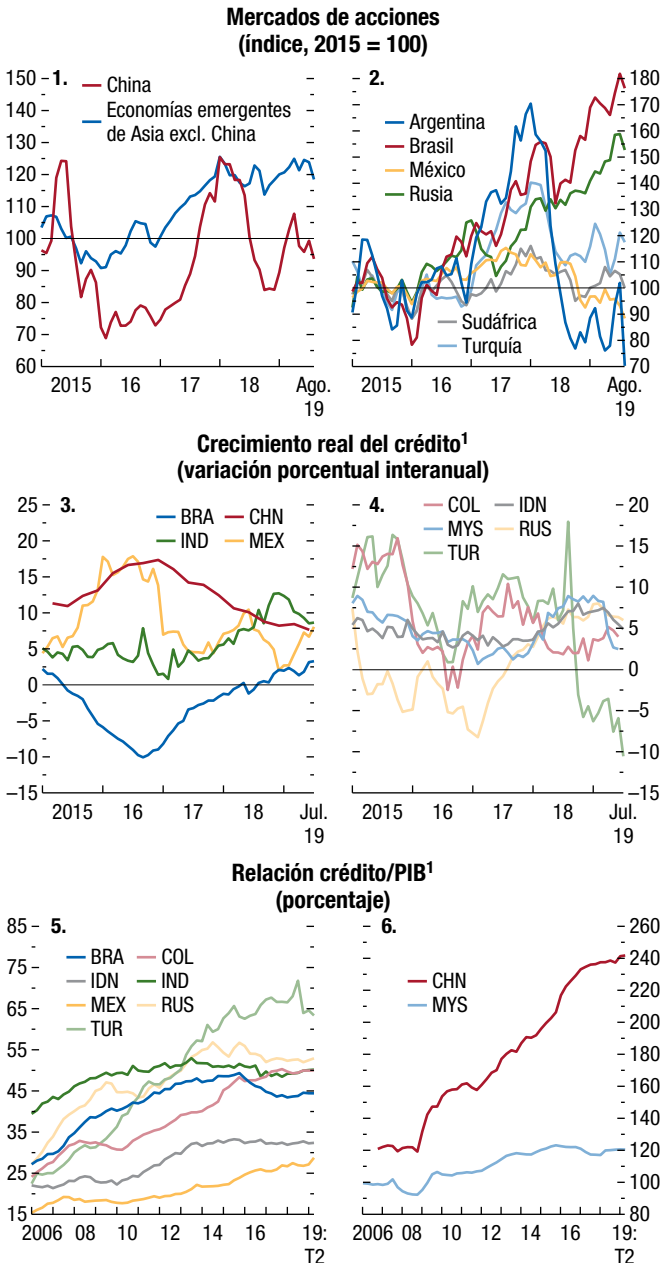 Mercados de acciones
(índice, 2015 = 100)
1.
China
Economías emergentes
de Asia excl. China
150
140
130
120
110
100
90
80
70
60
2015 16 17 18 Ago.
19
2.
Argentina
Brasil
México
Rusia
Sudáfrica
Turquía
180
170
160
150
140
130
120
110
100
90
80
70
2015 16 17 18 Ago.
19
Crecimiento real del crédito¹
(variación porcentual interanual)
3.
BRA CHN
IND MEX
25
20
15
10
5
0
–5
–10
–15
2015 16 17 18 Jul.
19
4.
COL IDN
MYS RUS
TUR
20
15
10
5
0
–5
–10
–15
2015 16 17 18 Jul.
19
Relación crédito/PIB¹
(porcentaje)
5.
BRA COL
IDN IND
MEX RUS
TUR
85
75
65
55
45
35
25
15
2006 08 10 12 14 16 19:
T2
6.
CHN
MYS
260
240
220
200
180
160
140
120
100
80
2006 08 10 12 14 16 19:
T2